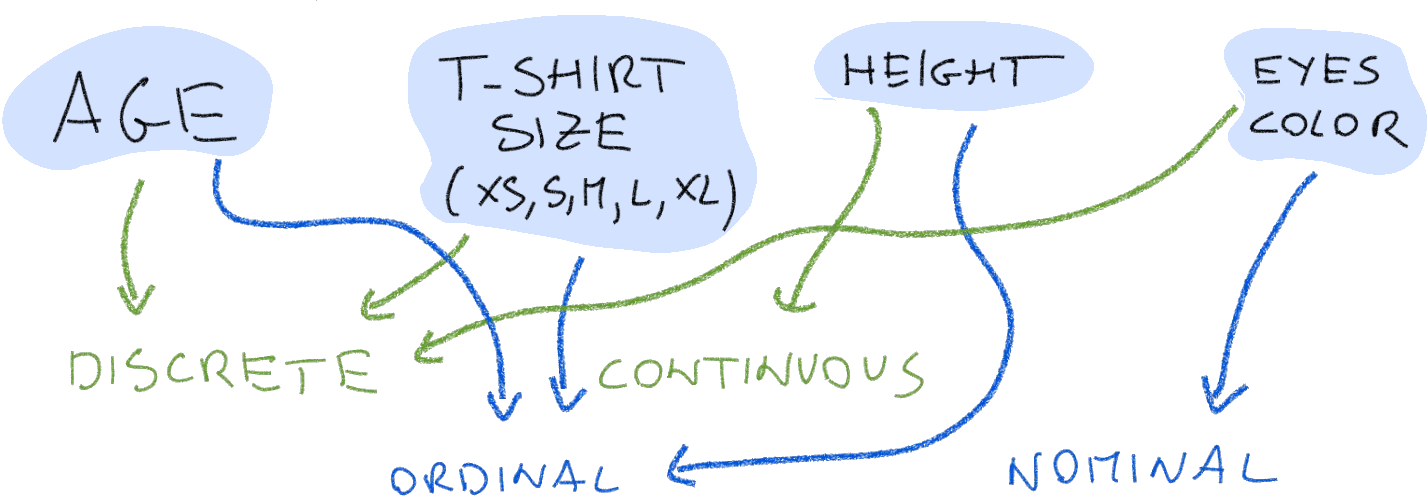 AGE
T-SHIRT
SIZE
(XS,S,M,L,XL)
HEIGHT
EYES
COLOR
DISCRETE
CONTINUOUS
ORDINAL
NOMINAL